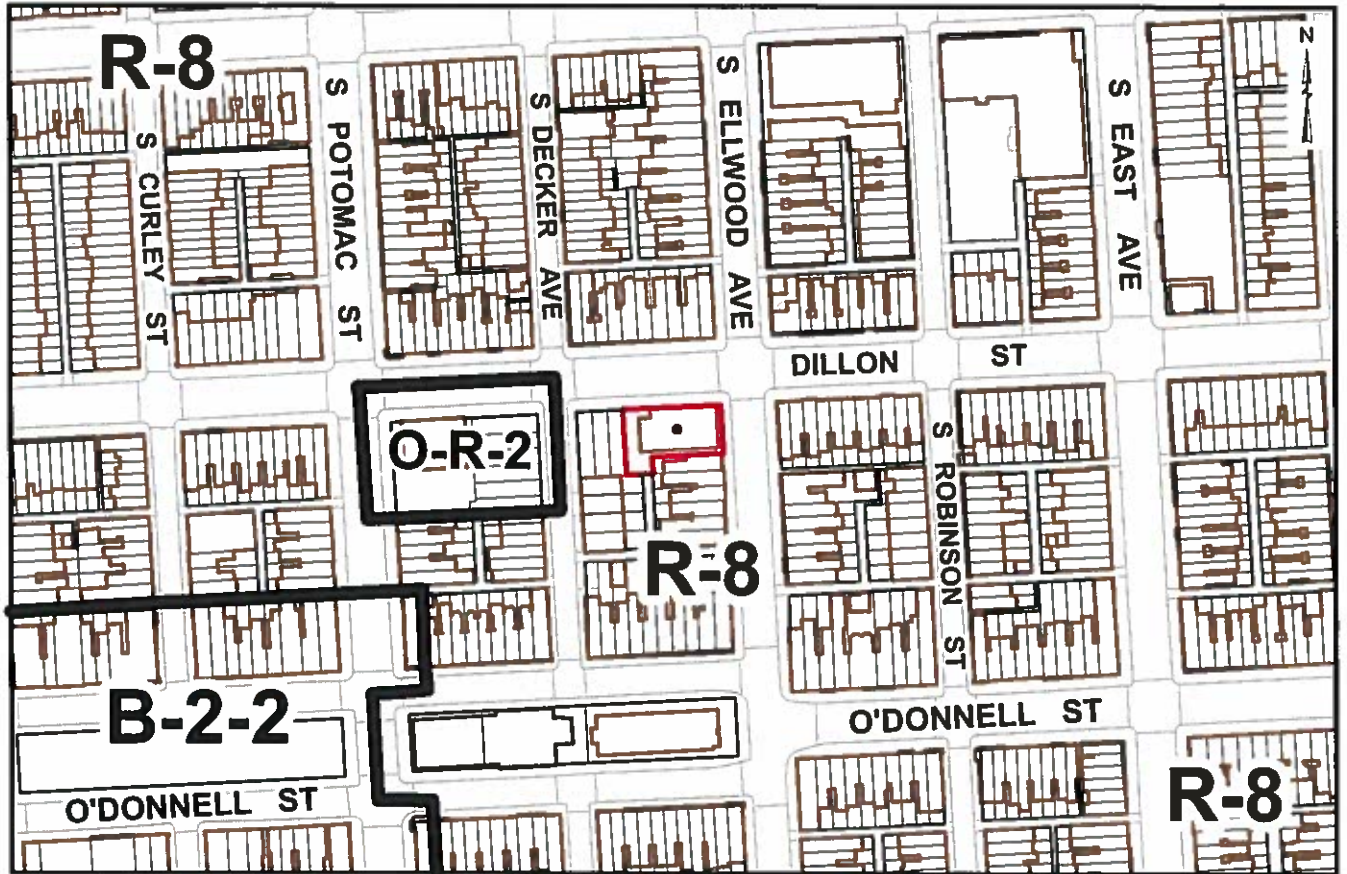 R-8
N
S CURLEY ST
S POTOMAC ST
S DECKER AVE
S ELLWOOD AVE
S EAST AVE
DILLON ST
O-R-2
S ROBINSON ST
R-8
B-2-2
O'DONNELL ST
O'DONNELL ST
R-8